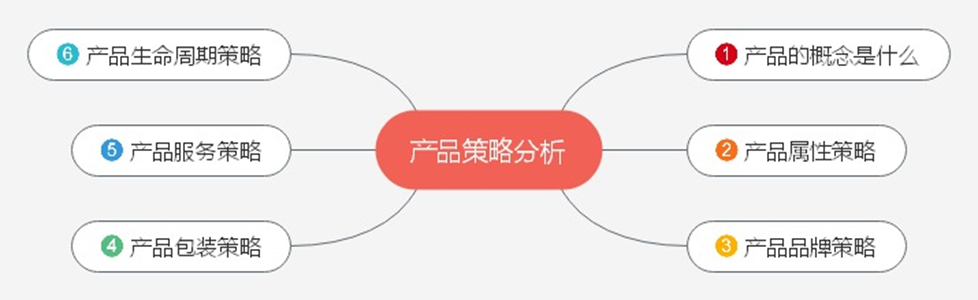 产品策略分析
1 产品的概念是什么
2 产品属性策略
3 产品品牌策略
4 产品包装策略
5 产品服务策略
6 产品生命周期策略